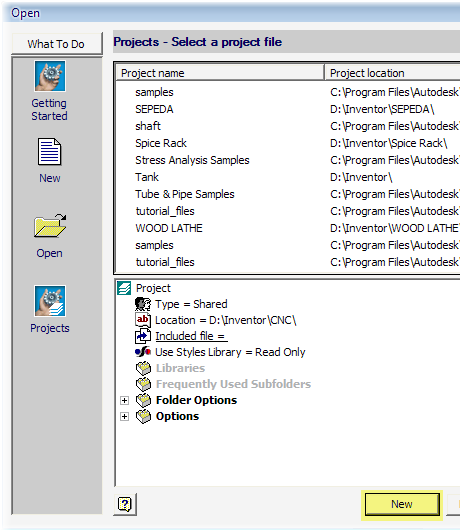 Open
What To Do
Projects - Select a project file
Getting
Started
New
Open
Projects
Project name Project location
samples C:\Program Files\Autodesk\
SEPEDA D:\Inventor\SEPEDA\
shaft C:\Program Files\Autodesk\
Spice Rack D:\Inventor\Spice Rack\
Stress Analysis Samples C:\Program Files\Autodesk\
Tank D:\Inventor\
Tube & Pipe Samples C:\Program Files\Autodesk\
tutorial_files C:\Program Files\Autodesk\
WOOD LATHE D:\Inventor\WOOD LATHE\
samples C:\Program Files\Autodesk\
tutorial_files C:\Program Files\Autodesk\
Project
Type = Shared
Location = D:\Inventor\CNC\
Included file =
Use Styles Library = Read Only
Libraries
Frequently Used Subfolders
Folder Options
Options
New